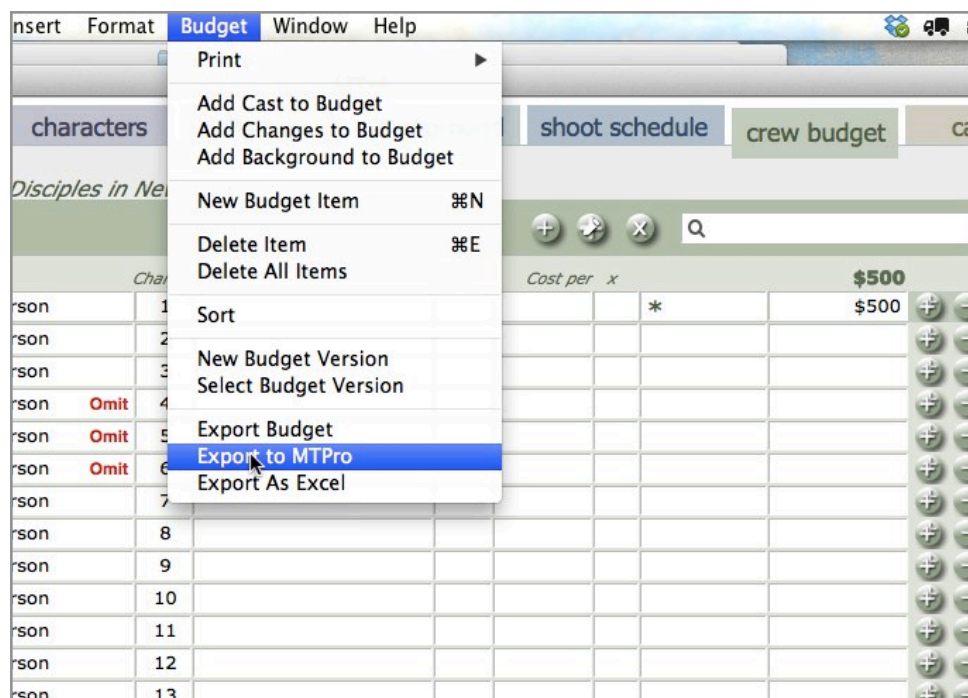 nsert Format Budget Window Help
Print
Add Cast to Budget
Add Changes to Budget
Add Background to Budget
New Budget Item ⌘N
Delete Item ⌘E
Delete All Items
Sort
New Budget Version
Select Budget Version
Export Budget
Export to MTPro
Export As Excel
characters shoot schedule crew budget ca
Disciples in Ne
Char Cost per x $500
rson 1 * $500
rson 2
rson 3
rson Omit 4
rson Omit 5
rson Omit 6
rson 7
rson 8
rson 9
rson 10
rson 11
rson 12
rson 13